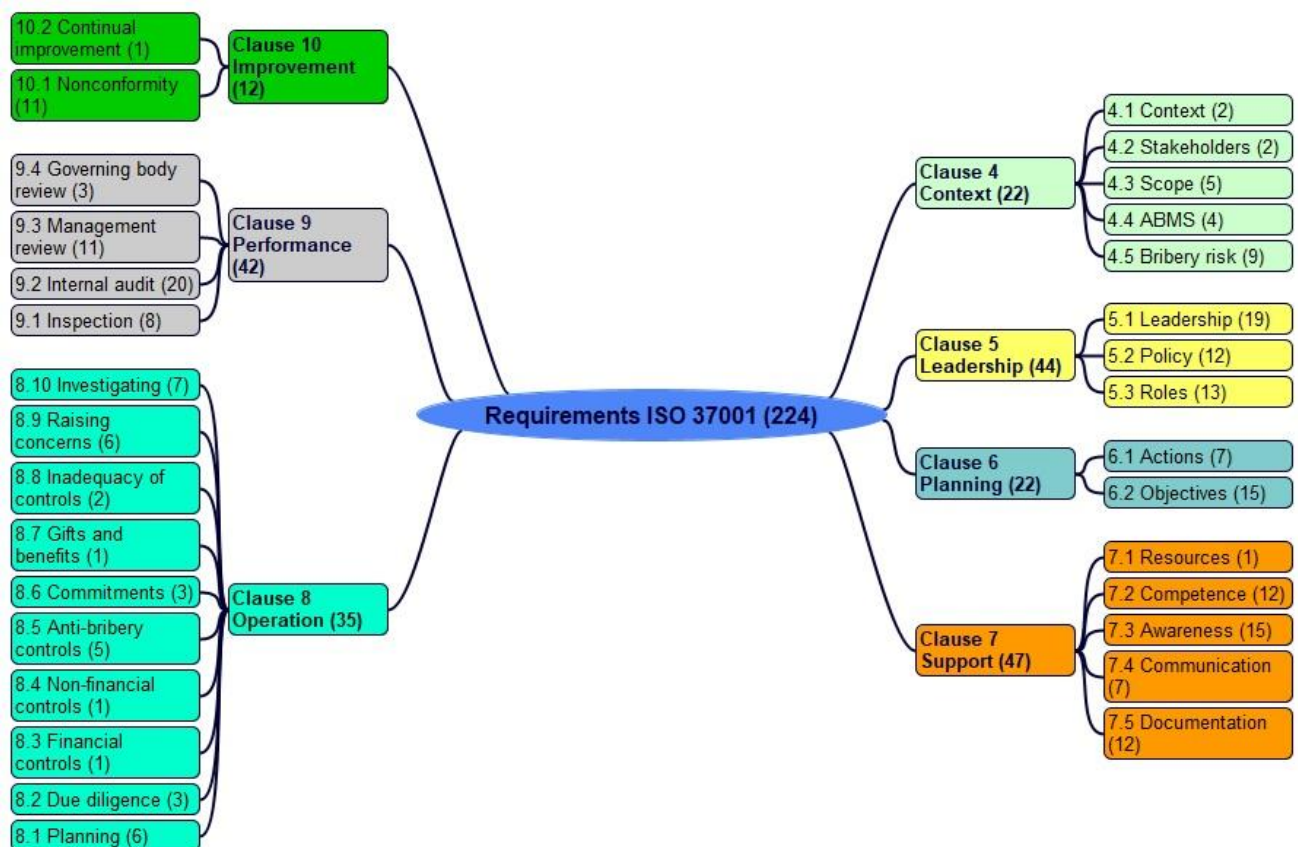 Requirements ISO 37001 (224)
Clause 4
Context (22)
4.1 Context (2)
4.2 Stakeholders (2)
4.3 Scope (5)
4.4 ABMS (4)
4.5 Bribery risk (9)
Clause 5
Leadership (44)
5.1 Leadership (19)
5.2 Policy (12)
5.3 Roles (13)
Clause 6
Planning (22)
6.1 Actions (7)
6.2 Objectives (15)
Clause 7
Support (47)
7.1 Resources (1)
7.2 Competence (12)
7.3 Awareness (15)
7.4 Communication
(7)
7.5 Documentation
(12)
Clause 10
Improvement
(12)
10.2 Continual
improvement (1)
10.1 Nonconformity
(11)
Clause 9
Performance
(42)
9.4 Governing body
review (3)
9.3 Management
review (11)
9.2 Internal audit (20)
9.1 Inspection (8)
Clause 8
Operation (35)
8.10 Investigating (7)
8.9 Raising
concerns (6)
8.8 Inadequacy of
controls (2)
8.7 Gifts and
benefits (1)
8.6 Commitments (3)
8.5 Anti-bribery
controls (5)
8.4 Non-financial
controls (1)
8.3 Financial
controls (1)
8.2 Due diligence (3)
8.1 Planning (6)